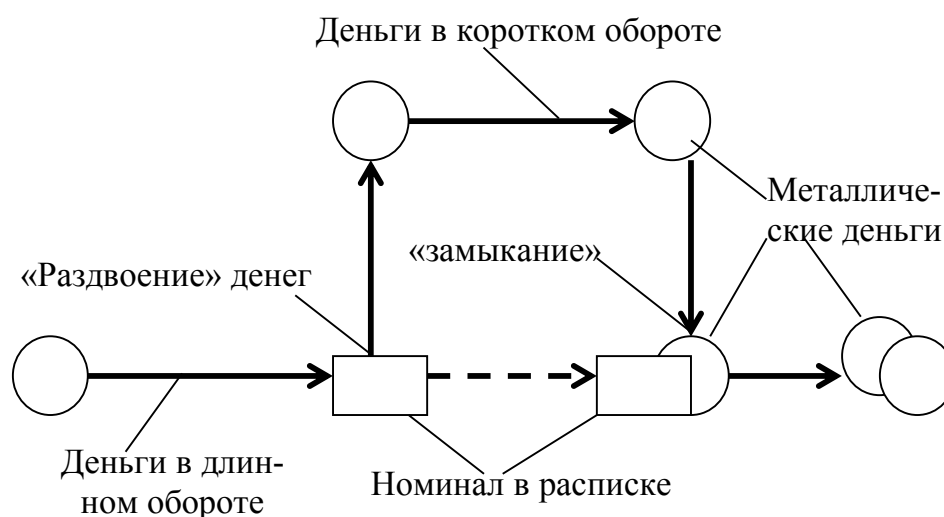 Деньги в коротком обороте
Металличе-
ские деньги
«замыкание»
«Раздвоение» денег
Деньги в длин-
ном обороте
Номинал в расписке